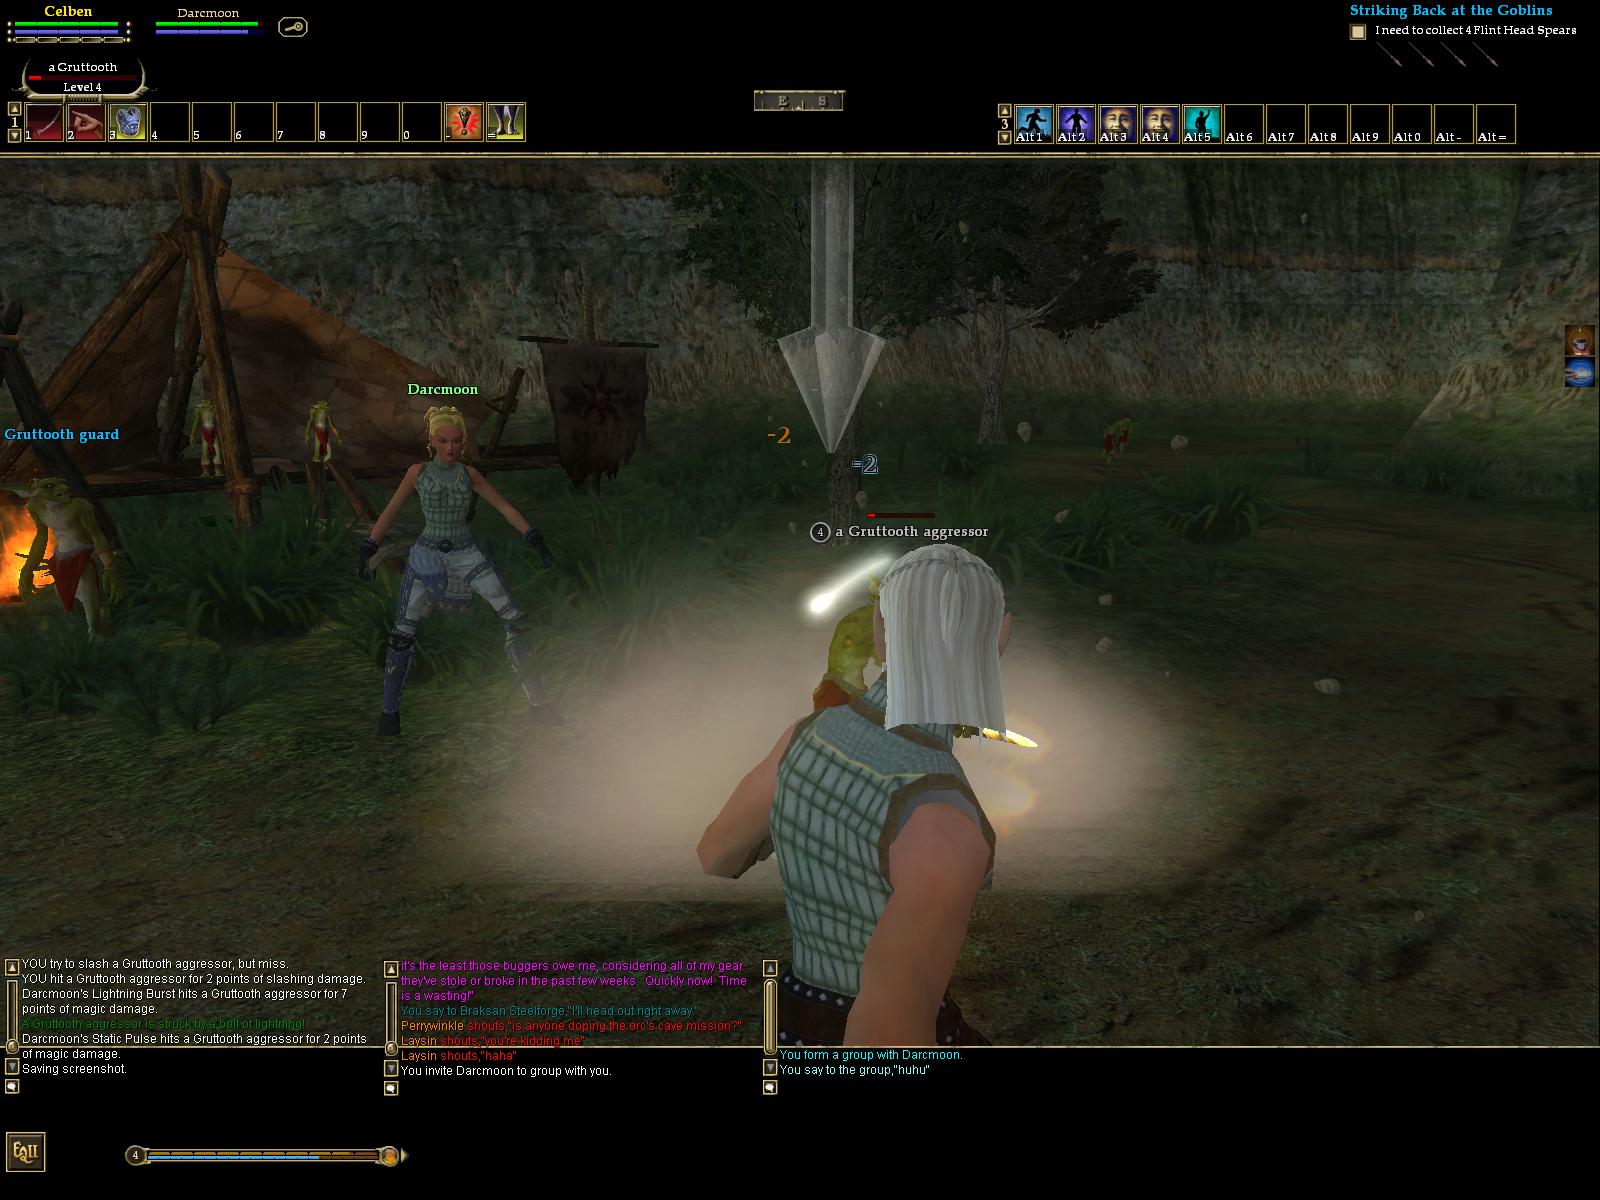 Celben
Darcmoon
Striking Back at the Goblins
I need to collect 4 Flint Head Spears
a Gruttooth
Level 4
E S
1
1 2 3 4 5 6 7 8 9 0 - =
3
Alt 1 Alt 2 Alt 3 Alt 4 Alt 5 Alt 6 Alt 7 Alt 8 Alt 9 Alt 0 Alt - Alt =
Darcmoon
Gruttooth guard
-2
-2
4 a Gruttooth aggressor
YOU try to slash a Gruttooth aggressor, but miss.
YOU hit a Gruttooth aggressor for 2 points of slashing damage.
Darcmoon's Lightning Burst hits a Gruttooth aggressor for 7
points of magic damage.
A Gruttooth aggressor is struck by a bolt of lightning!
Darcmoon's Static Pulse hits a Gruttooth aggressor for 2 points
of magic damage.
Saving screenshot.
it's the least those buggers owe me, considering all of my gear
they've stole or broke in the past few weeks. Quickly now! Time
is a wasting!"
You say to Braksan Steelforge,"I'll head out right away."
Perrywinkle shouts,"is anyone doping the orc's cave mission?"
Laysin shouts,"you're kidding me"
Laysin shouts,"haha"
You invite Darcmoon to group with you.
You form a group with Darcmoon.
You say to the group,"huhu"
EQII
4